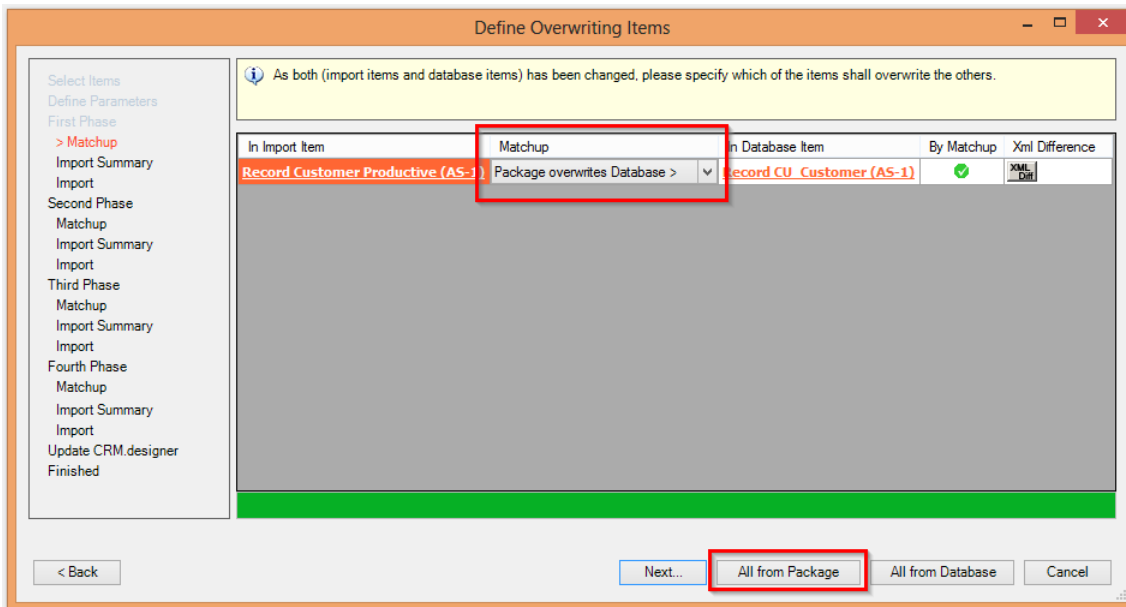 Define Overwriting Items
Select Items
Define Parameters
First Phase
> Matchup
Import Summary
Import
Second Phase
Matchup
Import Summary
Import
Third Phase
Matchup
Import Summary
Import
Fourth Phase
Matchup
Import Summary
Import
Update CRM.designer
Finished
As both (import items and database items) has been changed, please specify which of the items shall overwrite the others.
In Import Item Matchup In Database Item By Matchup Xml Difference
Record Customer Productive (AS-1) Package overwrites Database > Record CU_Customer (AS-1) XML Diff
< Back Next... All from Package All from Database Cancel